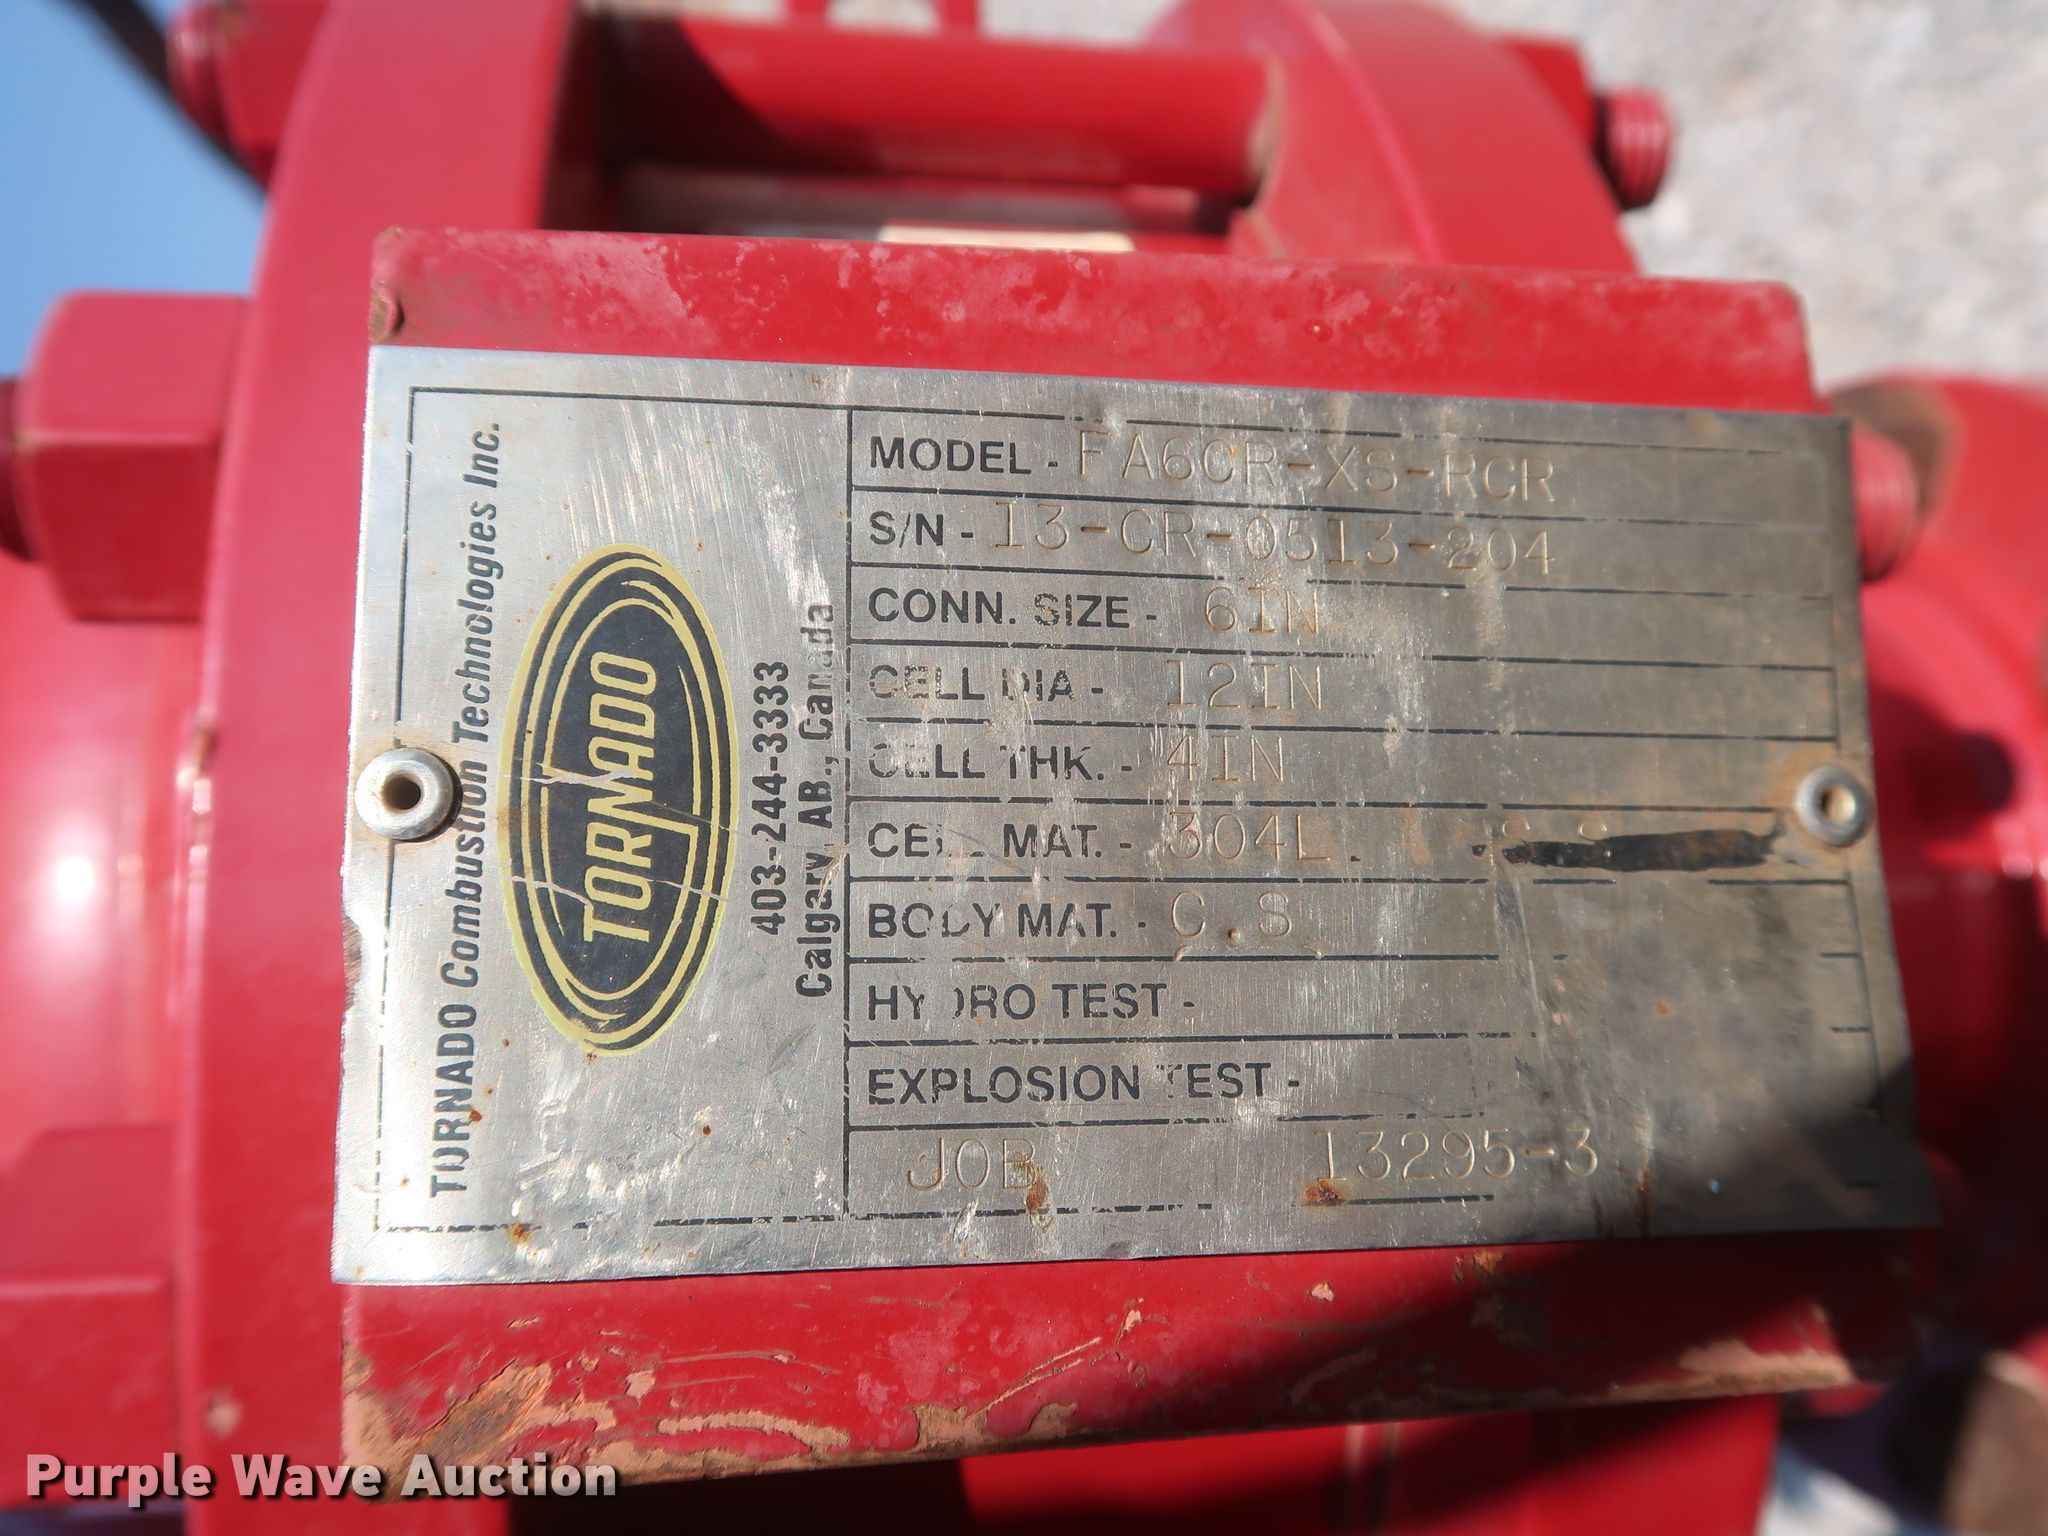 TORNADO Combustion Technologies Inc.
TORNADO
403-244-3333
Calgary, AB., Canada
MODEL - FA6CR-XS-RCR
S/N - 13-CR-0513-204
CONN. SIZE - 6IN
CELL DIA - 12IN
CELL THK. - 4IN
CELL MAT. - 304L S.S
BODY MAT. - C.S
HYDRO TEST -
EXPLOSION TEST -
JOB 13295-3
Purple Wave Auction